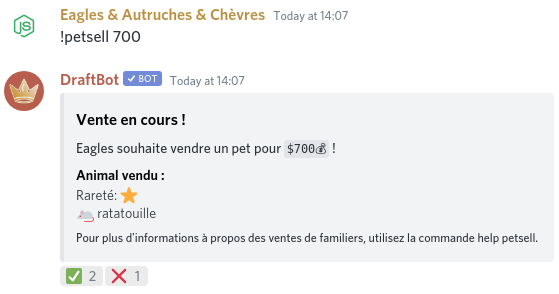 Eagles & Autruches & Chèvres Today at 14:07
!petsell 700
DraftBot ✓ BOT Today at 14:07
Vente en cours !
Eagles souhaite vendre un pet pour $700💰 !
Animal vendu :
Rareté: ⭐
🐁 ratatouille
Pour plus d'informations à propos des ventes de familiers, utilisez la commande help petsell.
✅ 2 ❌ 1